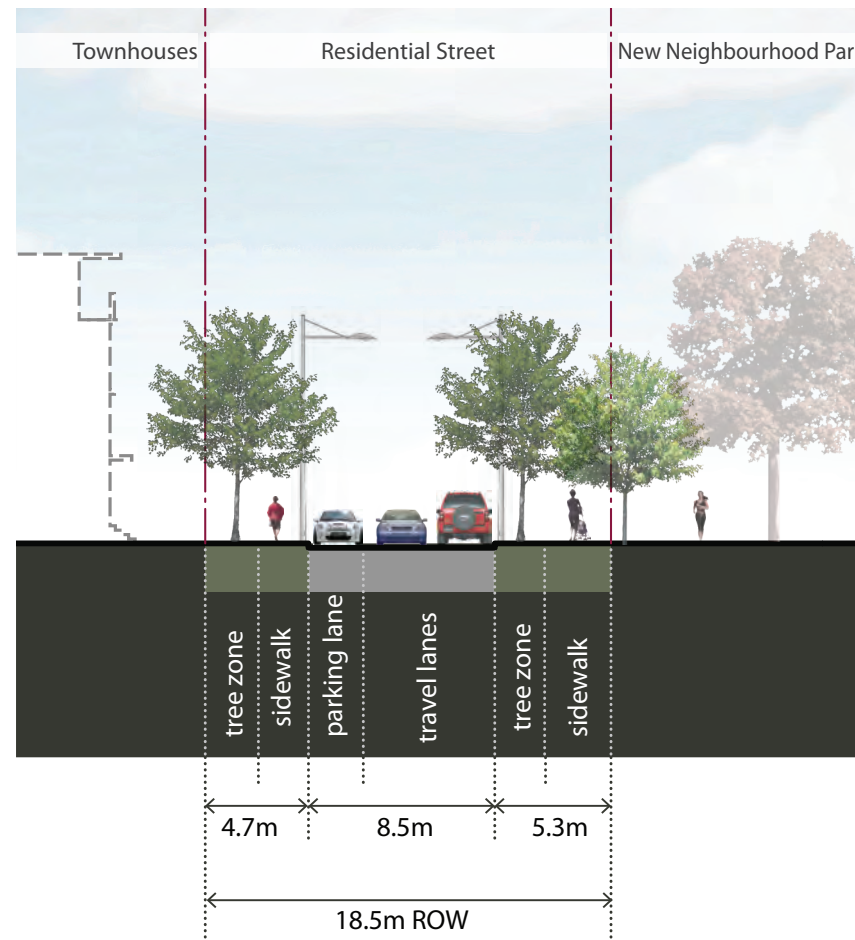 Townhouses
Residential Street
New Neighbourhood Par
tree zone
sidewalk
parking lane
travel lanes
tree zone
sidewalk
4.7m
8.5m
5.3m
18.5m ROW